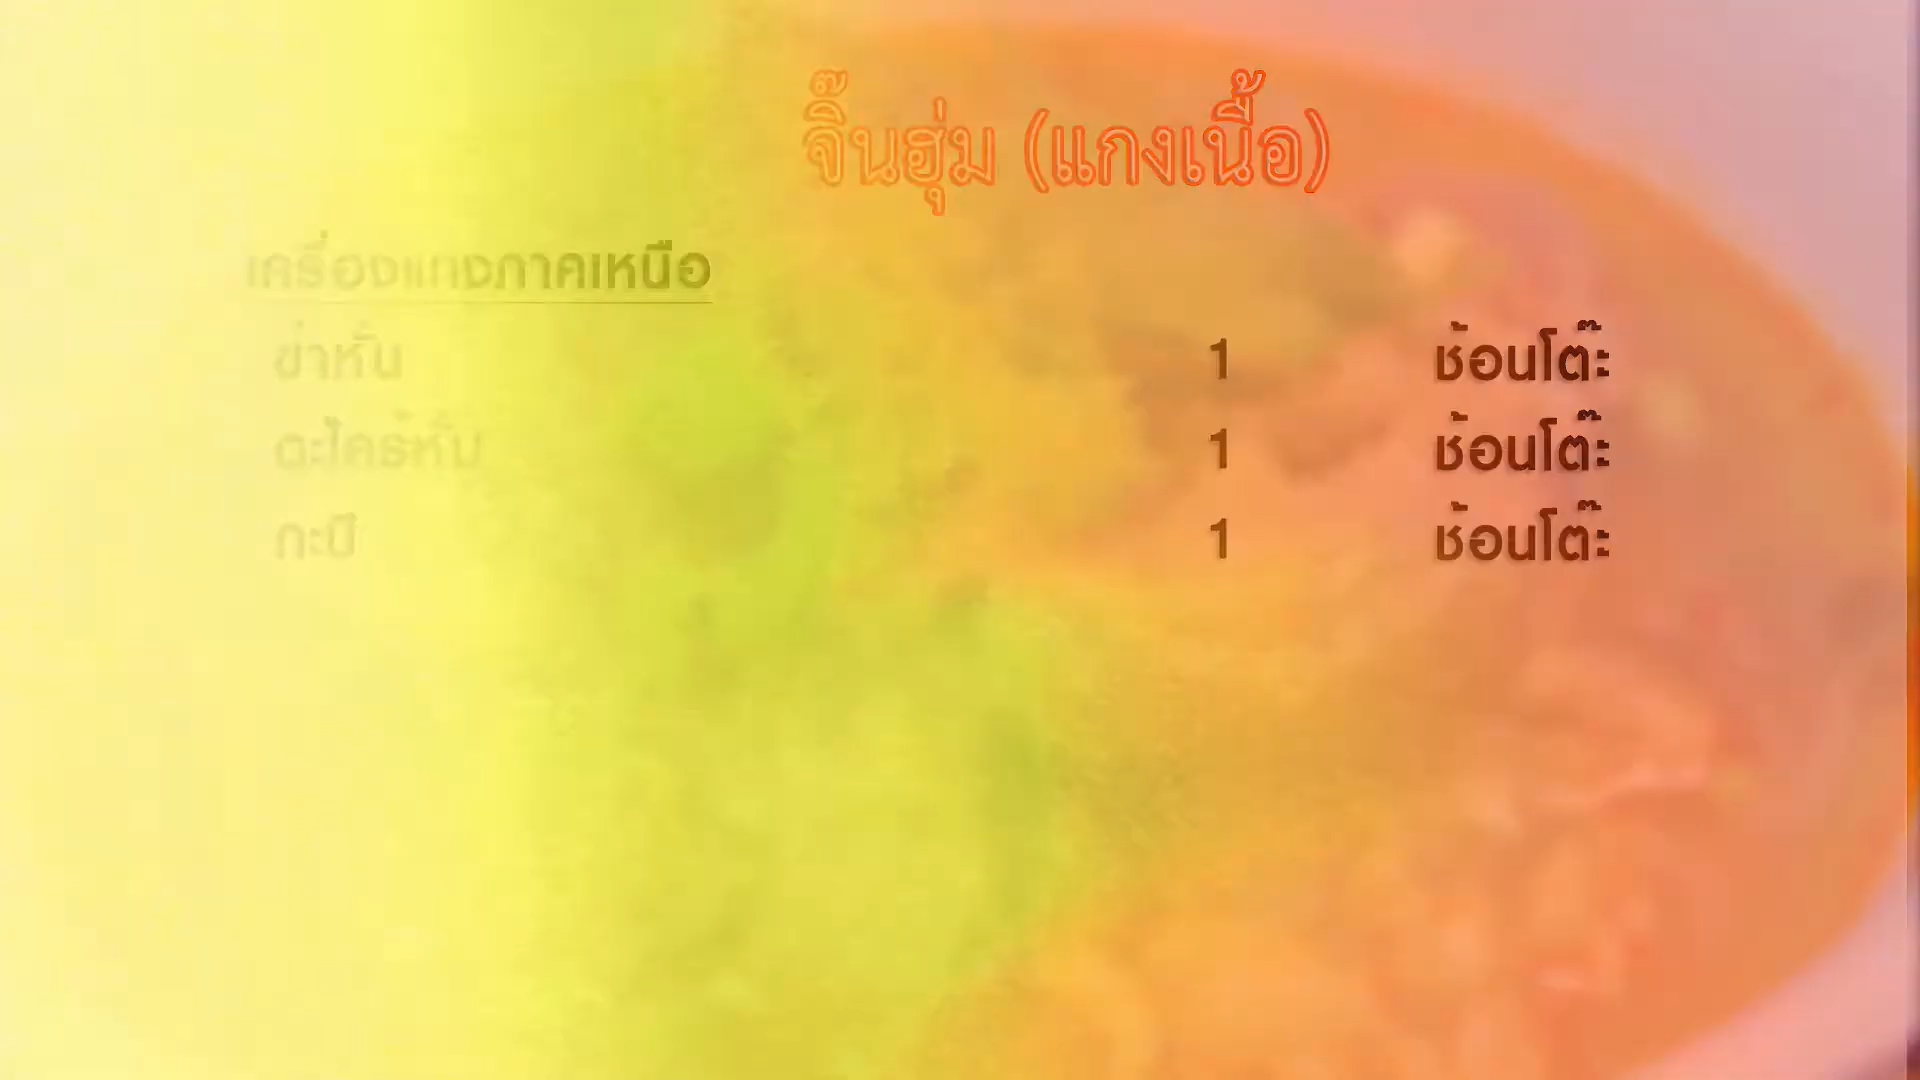 จิ๊นฮุ่ม (แกงเนื้อ)
เครื่องแกงภาคเหนือ
ข่าหั่น 1 ช้อนโต๊ะ
ตะไคร้หั่น 1 ช้อนโต๊ะ
กะปิ 1 ช้อนโต๊ะ